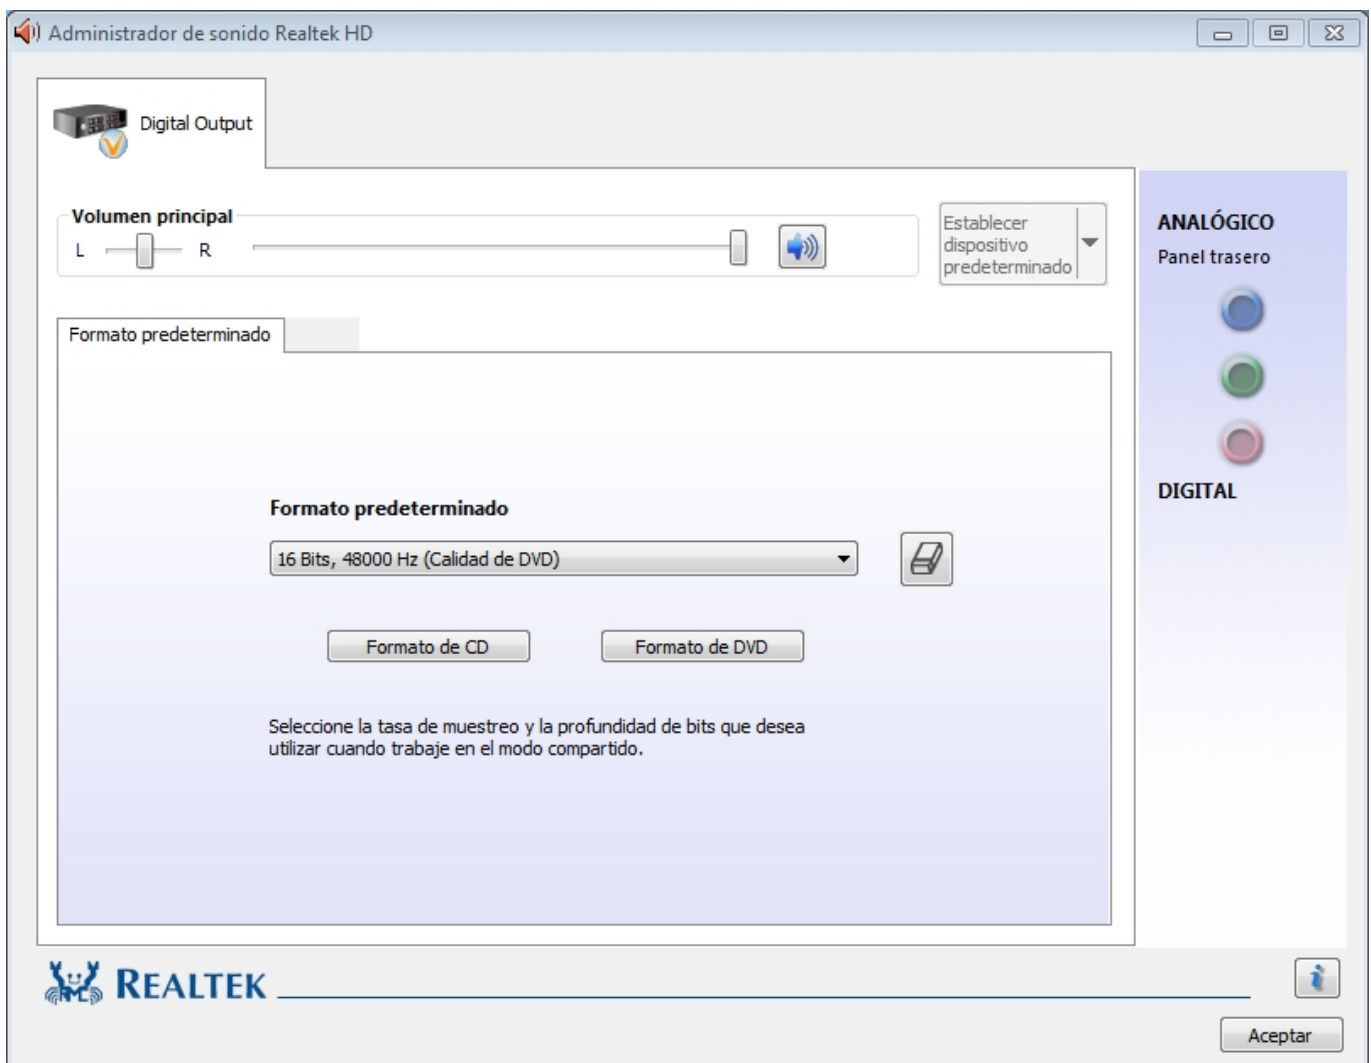 Administrador de sonido Realtek HD
Digital Output
Volumen principal
L R
Establecer
dispositivo
predeterminado
ANALÓGICO
Panel trasero
Formato predeterminado
DIGITAL
Formato predeterminado
16 Bits, 48000 Hz (Calidad de DVD)
Formato de CD
Formato de DVD
Seleccione la tasa de muestreo y la profundidad de bits que desea
utilizar cuando trabaje en el modo compartido.
REALTEK
Aceptar